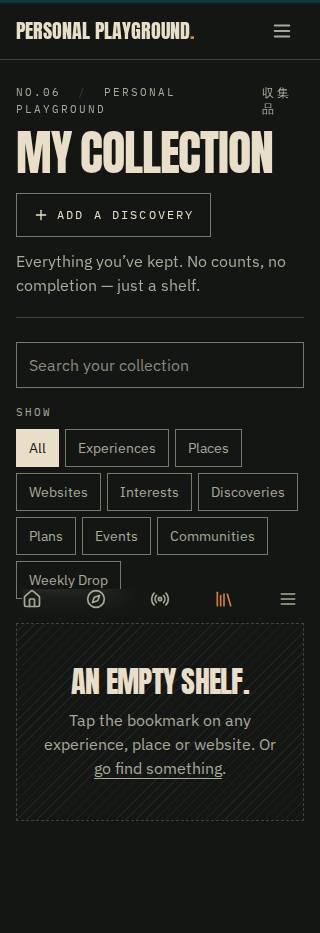 PERSONAL PLAYGROUND.
NO.06 / PERSONAL PLAYGROUND
収集品
MY COLLECTION
+ ADD A DISCOVERY
Everything you’ve kept. No counts, no
completion — just a shelf.
Search your collection
SHOW
All Experiences Places
Websites Interests Discoveries
Plans Events Communities
Weekly Drop
AN EMPTY SHELF.
Tap the bookmark on any
experience, place or website. Or
go find something.